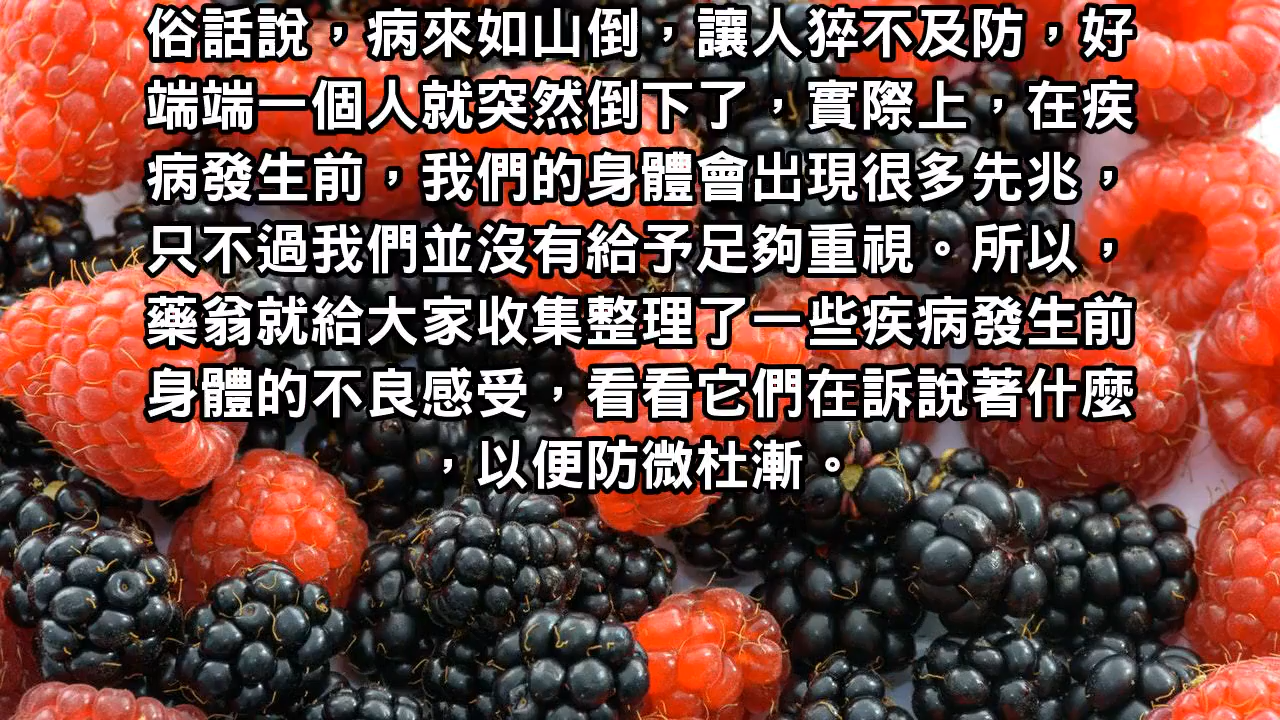 俗話說，病來如山倒，讓人猝不及防，好
端端一個人就突然倒下了，實際上，在疾
病發生前，我們的身體會出現很多先兆，
只不過我們並沒有給予足夠重視。所以，
藥翁就給大家收集整理了一些疾病發生前
身體的不良感受，看看它們在訴說著什麼
，以便防微杜漸。